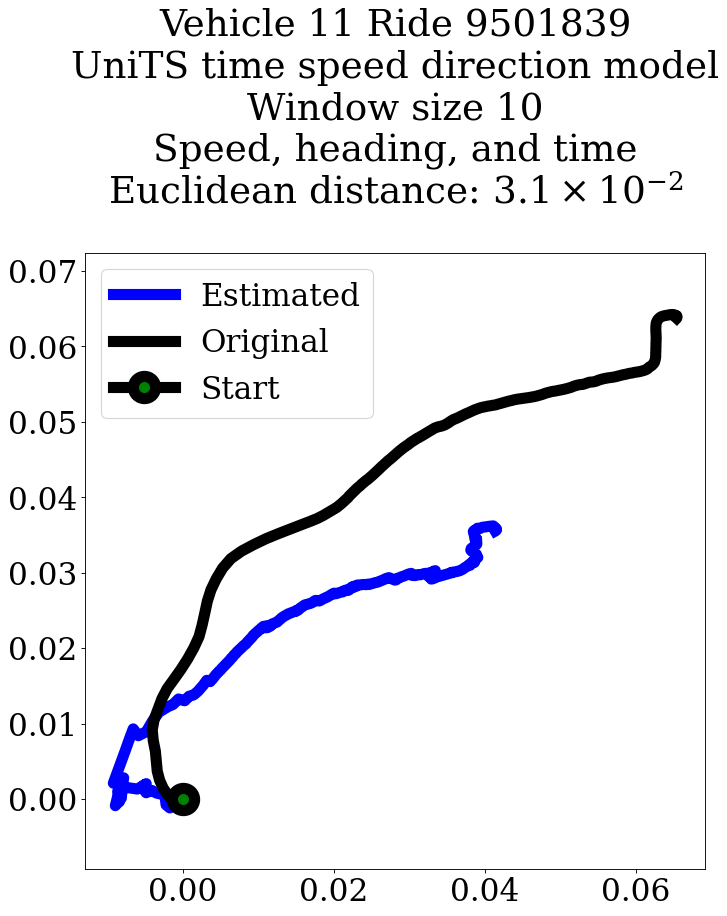 Vehicle 11 Ride 9501839
UniTS time speed direction model
Window size 10
Speed, heading, and time
Euclidean distance: 3.1 × 10⁻²
Estimated
Original
Start
0.07
0.06
0.05
0.04
0.03
0.02
0.01
0.00
0.00 0.02 0.04 0.06